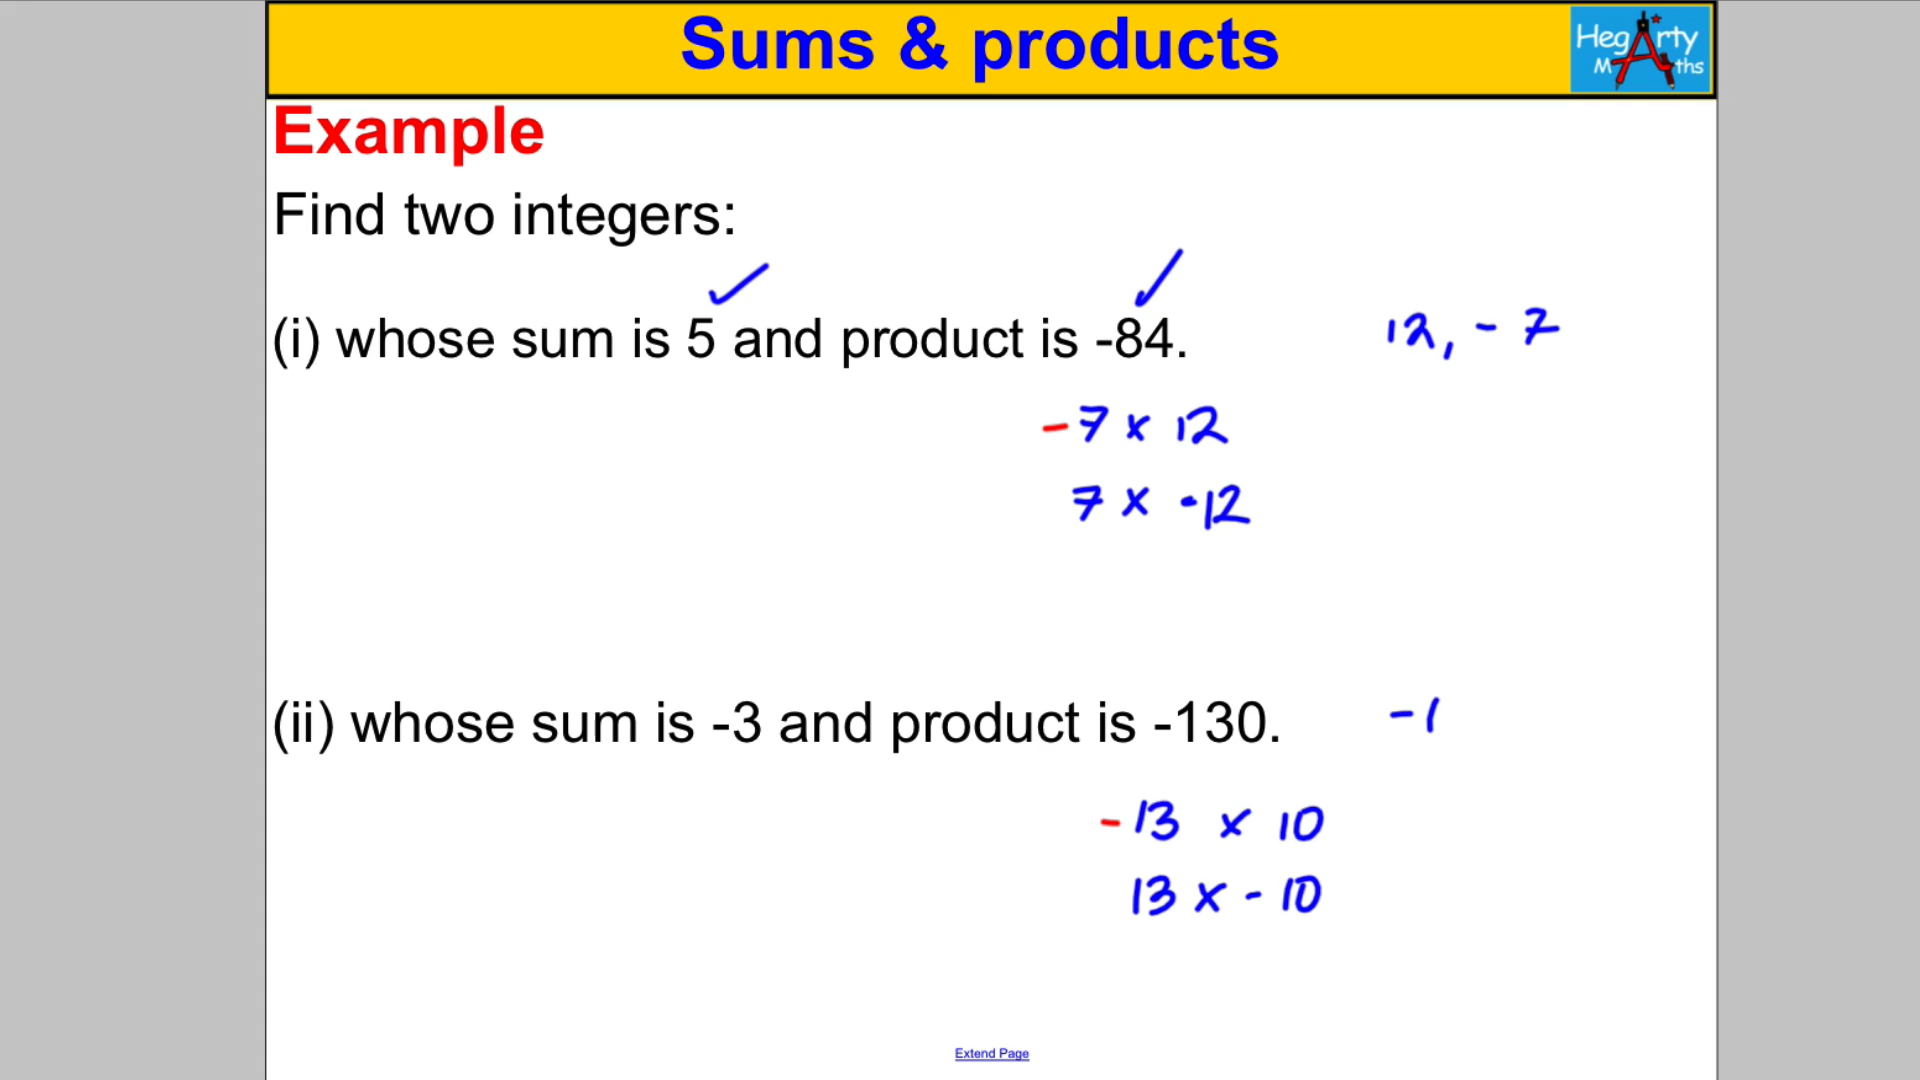 Sums & products
HegArty
MAths
Example
Find two integers:
(i) whose sum is 5 and product is -84.
12, - 7
-7 x 12
7 x -12
(ii) whose sum is -3 and product is -130.
-1
-13 x 10
13 x - 10
Extend Page